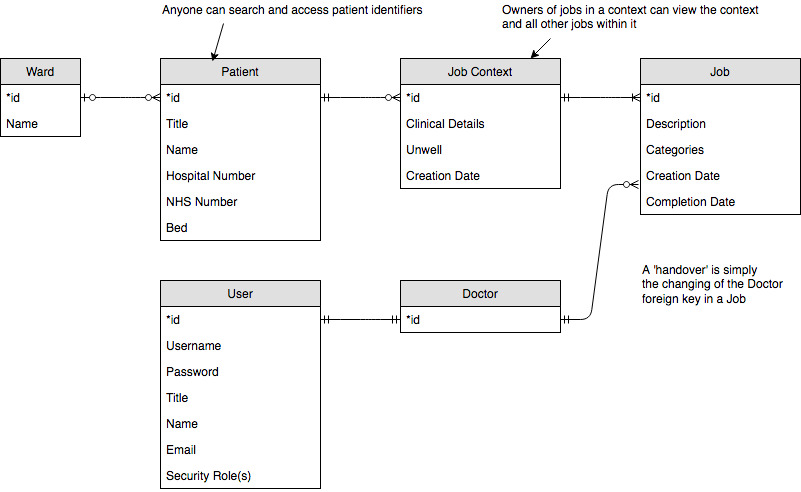 Anyone can search and access patient identifiers
Owners of jobs in a context can view the context
and all other jobs within it
Ward
*id
Name
Patient
*id
Title
Name
Hospital Number
NHS Number
Bed
Job Context
*id
Clinical Details
Unwell
Creation Date
Job
*id
Description
Categories
Creation Date
Completion Date
A 'handover' is simply
the changing of the Doctor
foreign key in a Job
User
*id
Username
Password
Title
Name
Email
Security Role(s)
Doctor
*id